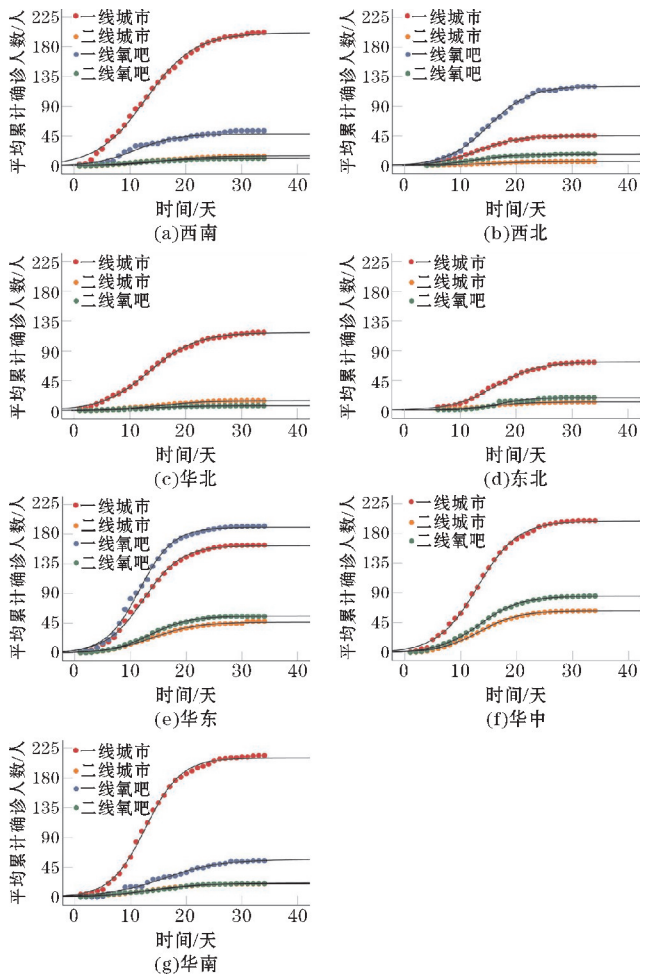 平均累计确诊人数/人
225
180
135
90
45
0
一线城市
二线城市
一线氧吧
二线氧吧
0 10 20 30 40
时间/天
(a)西南
平均累计确诊人数/人
225
180
135
90
45
0
一线城市
二线城市
一线氧吧
二线氧吧
0 10 20 30 40
时间/天
(b)西北
平均累计确诊人数/人
225
180
135
90
45
0
一线城市
二线城市
二线氧吧
0 10 20 30 40
时间/天
(c)华北
平均累计确诊人数/人
225
180
135
90
45
0
一线城市
二线城市
二线氧吧
0 10 20 30 40
时间/天
(d)东北
平均累计确诊人数/人
225
180
135
90
45
0
一线城市
二线城市
一线氧吧
二线氧吧
0 10 20 30 40
时间/天
(e)华东
平均累计确诊人数/人
225
180
135
90
45
0
一线城市
二线城市
二线氧吧
0 10 20 30 40
时间/天
(f)华中
平均累计确诊人数/人
225
180
135
90
45
0
一线城市
二线城市
一线氧吧
二线氧吧
0 10 20 30 40
时间/天
(g)华南